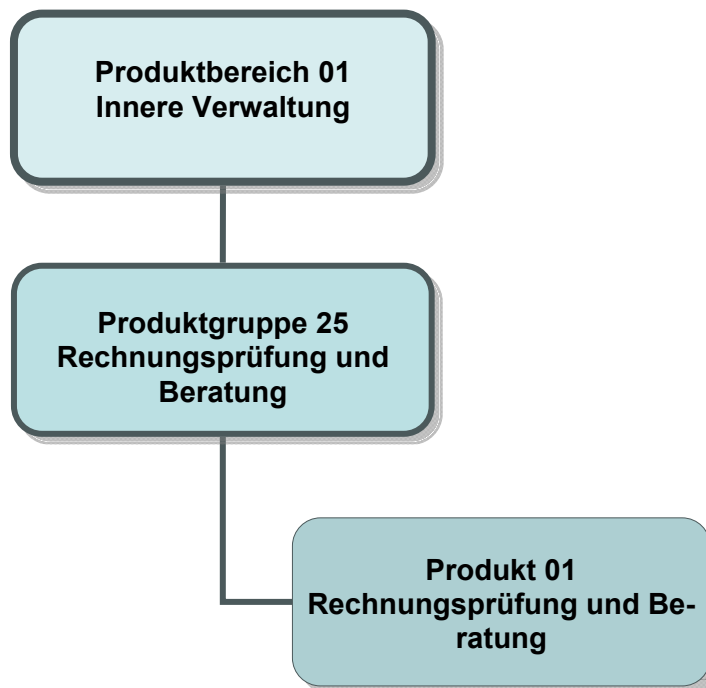 Produktbereich 01
Innere Verwaltung
Produktgruppe 25
Rechnungsprüfung und
Beratung
Produkt 01
Rechnungsprüfung und Be-
ratung